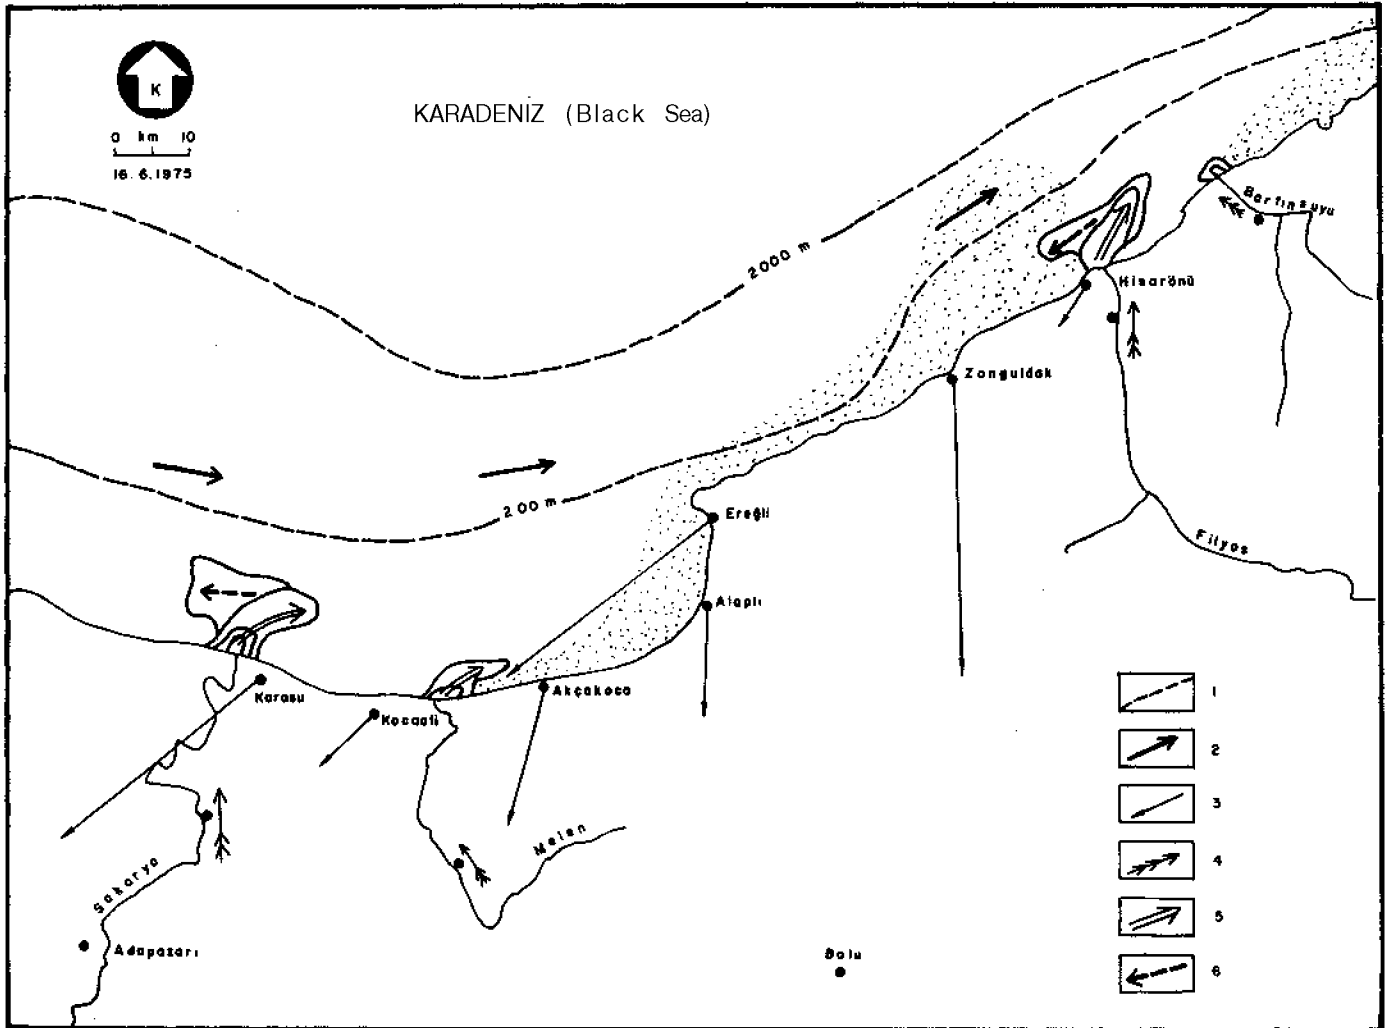 K
0 km 10
16.6.1975
KARADENİZ (Black Sea)
2000 m
200 m
Bartınsuyu
Hisarönü
Zonguldak
Filyos
Ereğli
Alaplı
Akçakoca
Karasu
Kocaali
Melen
Sakarya
Adapazarı
Bolu
1
2
3
4
5
6